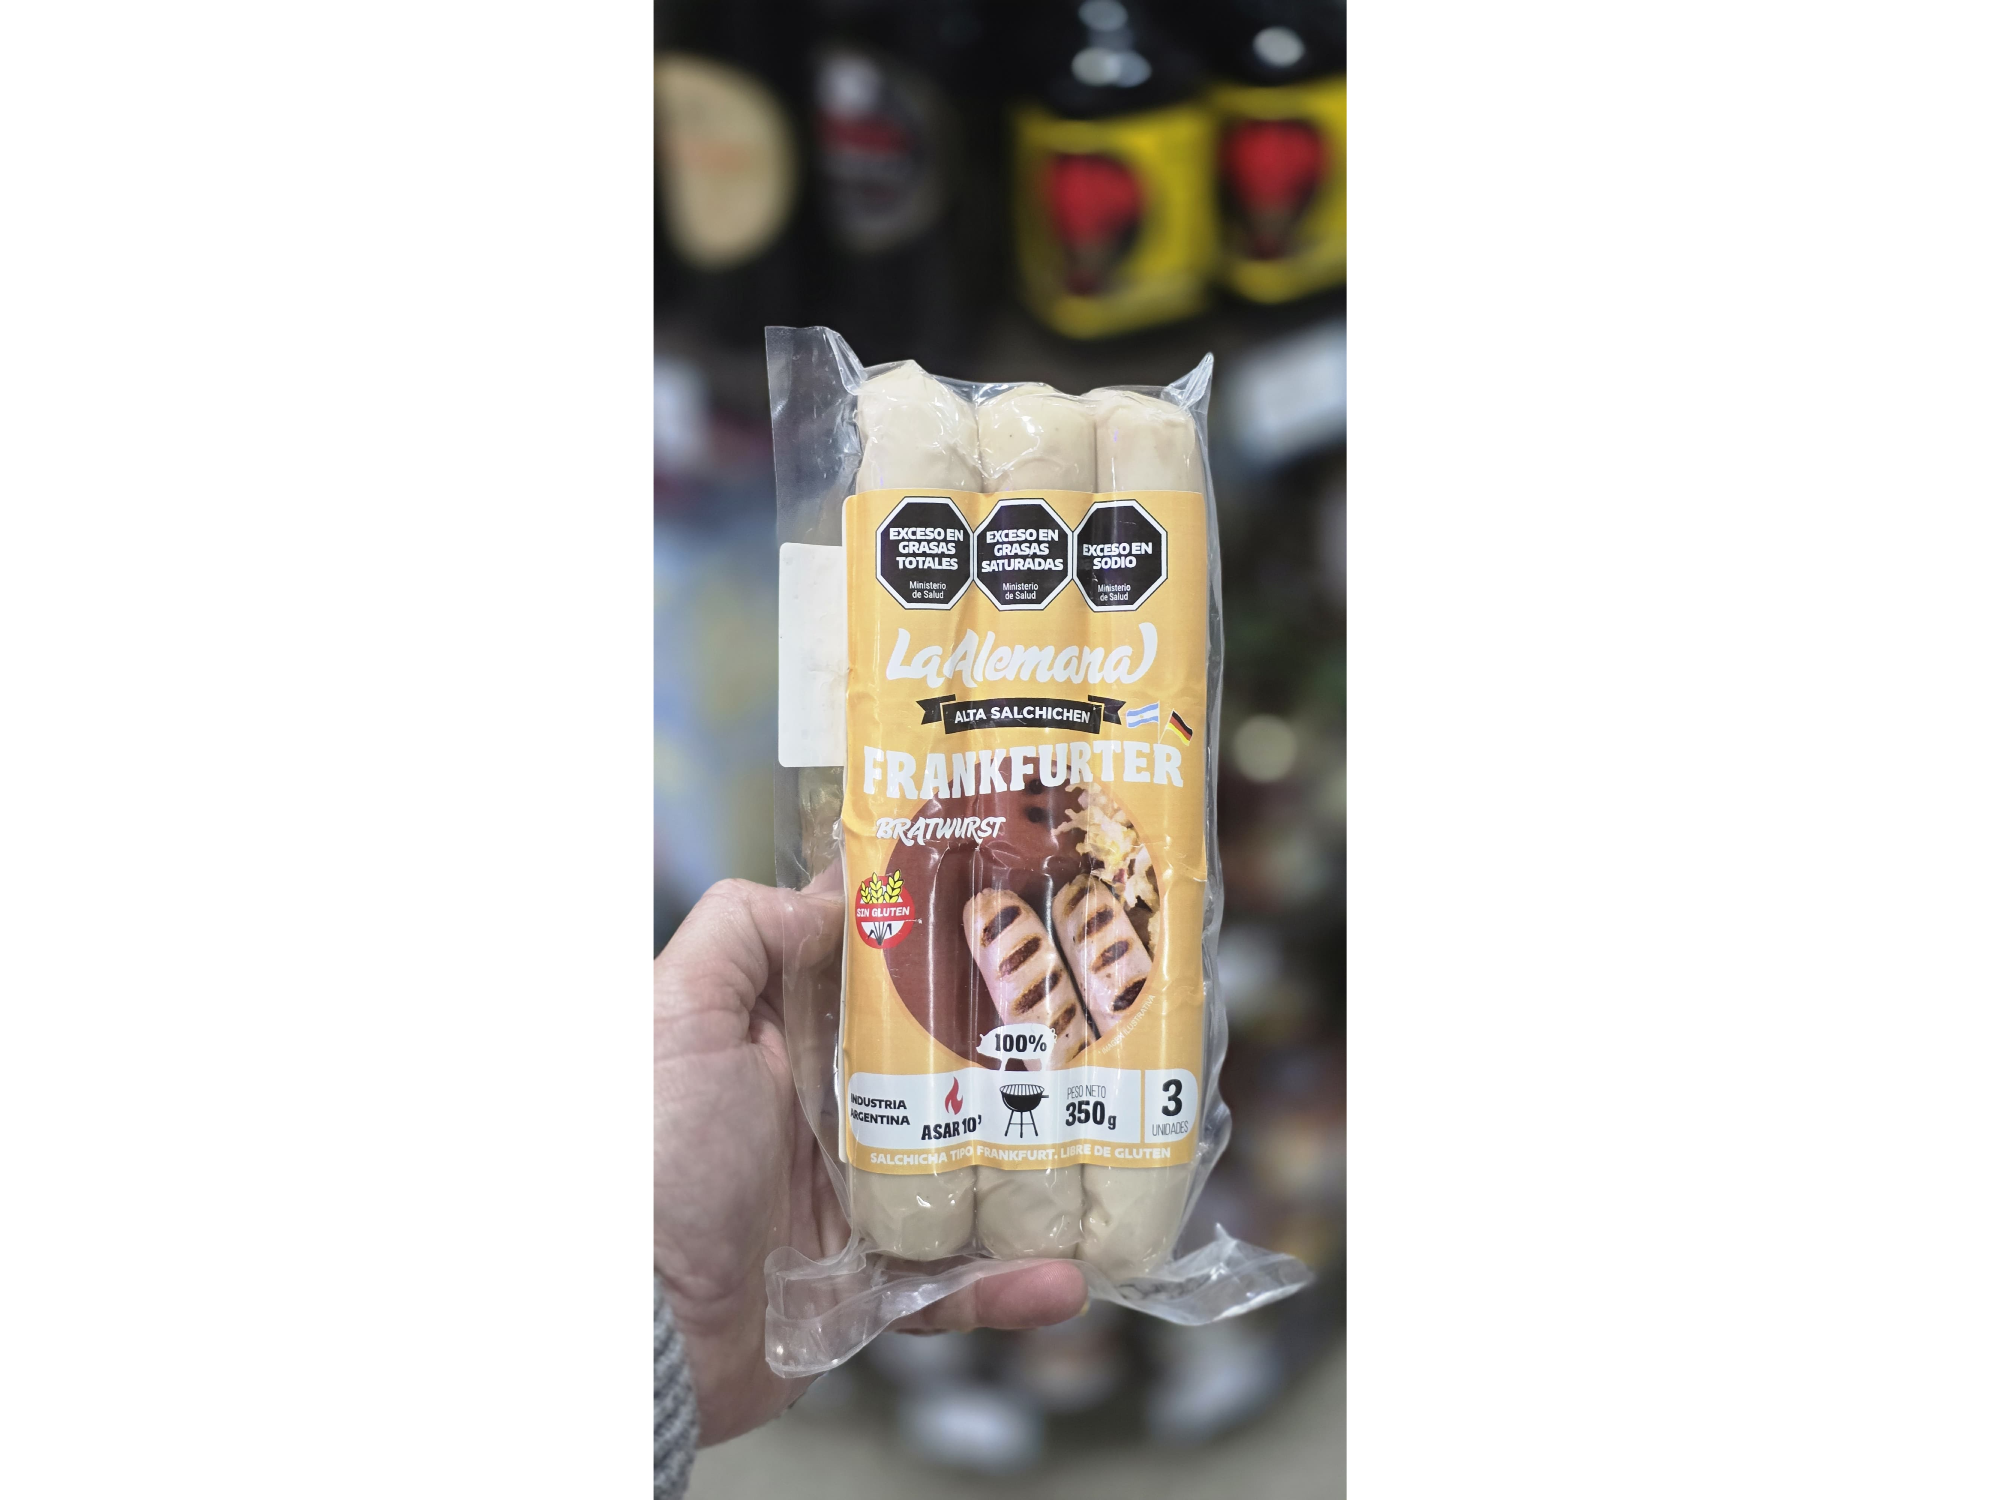 EXCESO EN
GRASAS
TOTALES
Ministerio
de Salud
EXCESO EN
GRASAS
SATURADAS
Ministerio
de Salud
EXCESO EN
SODIO
Ministerio
de Salud
La Alemana
ALTA SALCHICHEN
FRANKFURTER
BRATWURST
SIN GLUTEN
100%
INDUSTRIA
ARGENTINA
ASAR 10'
PESO NETO
350g
3
UNIDADES
SALCHICHA TIPO FRANKFURT. LIBRE DE GLUTEN